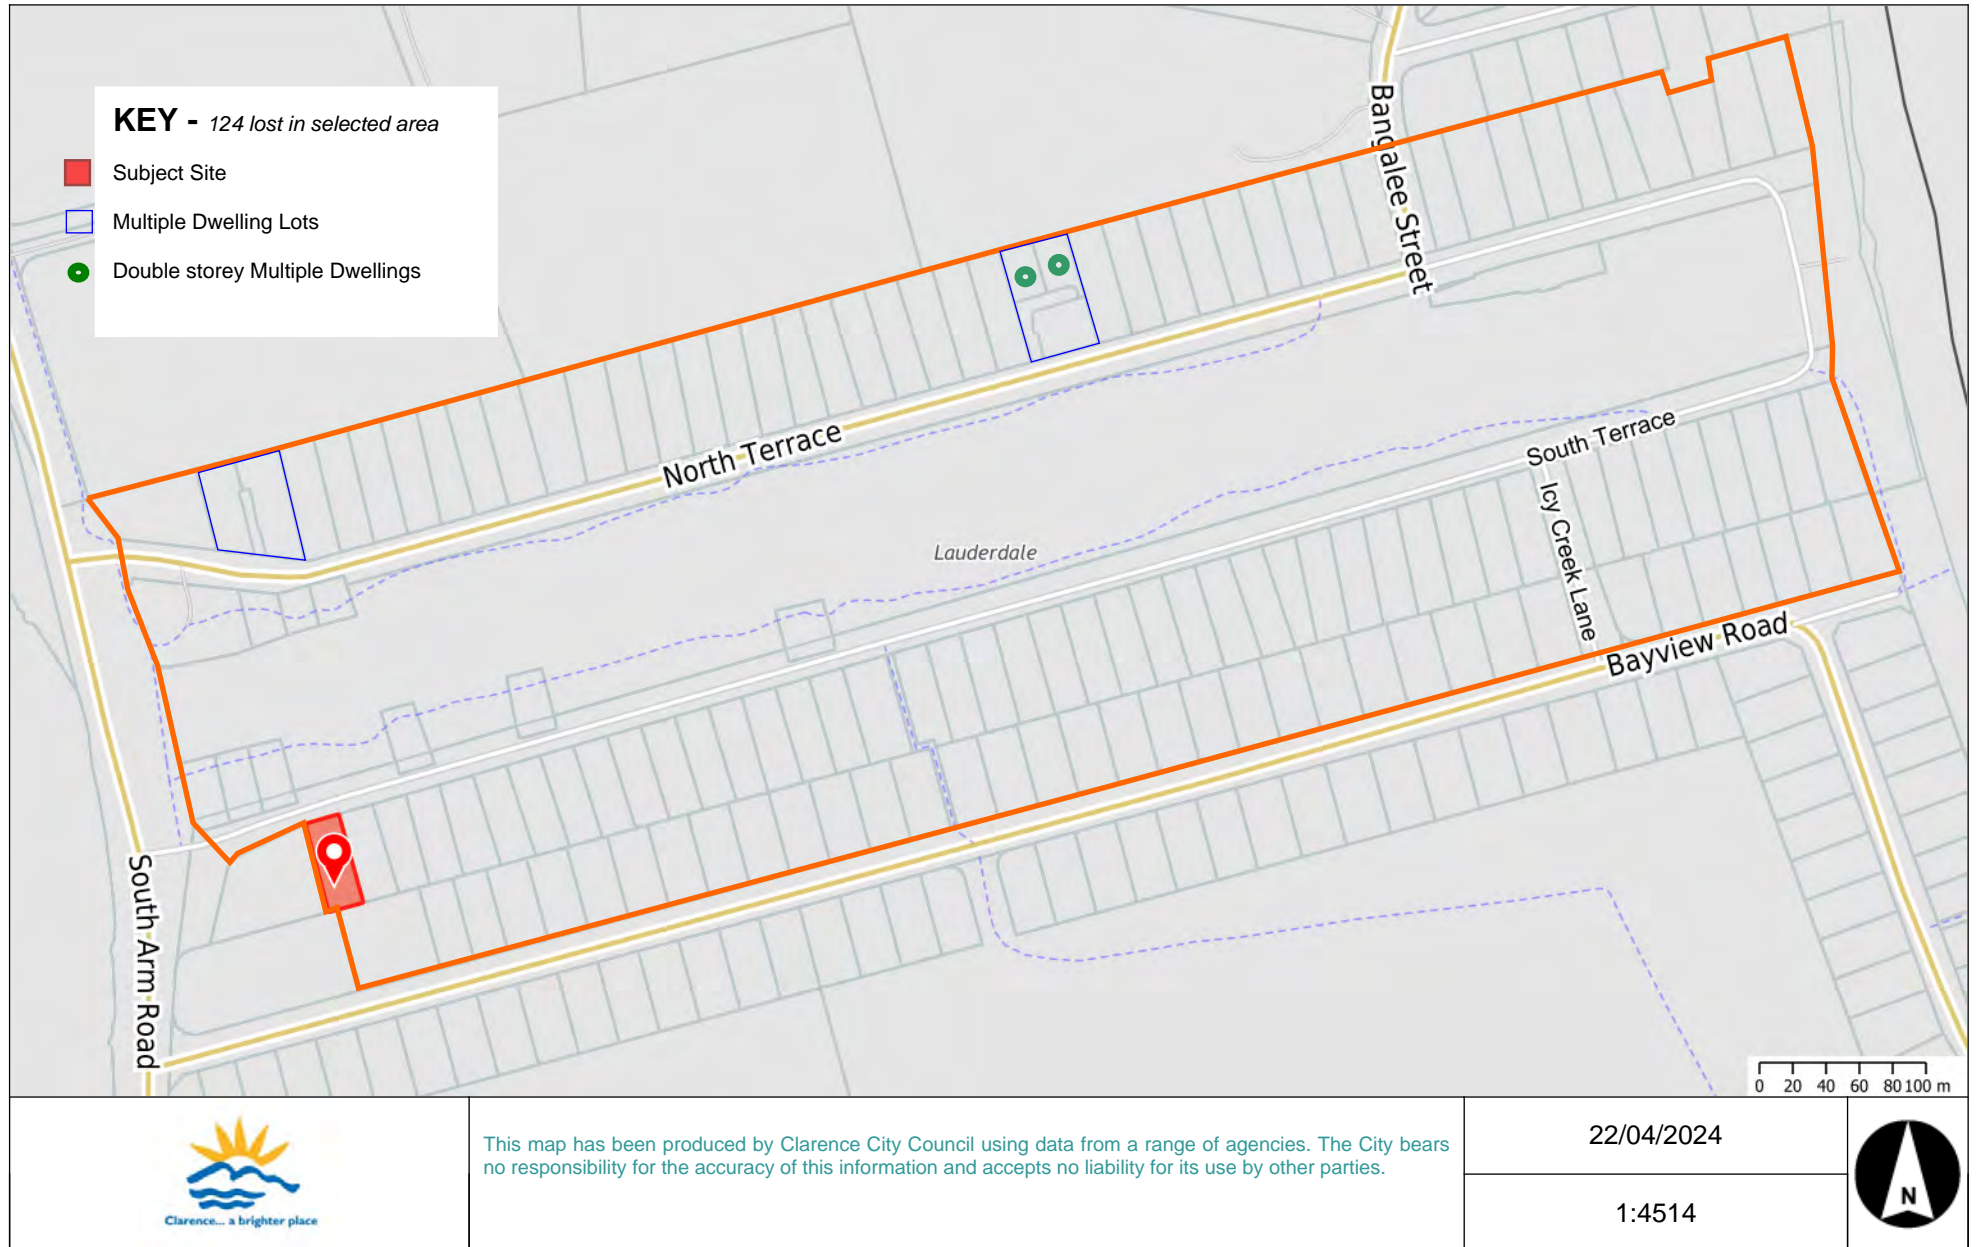 KEY - 124 lost in selected area
Subject Site
Multiple Dwelling Lots
Double storey Multiple Dwellings
Bangalee Street
North Terrace
South Terrace
Icy Creek Lane
Lauderdale
Bayview Road
South Arm Road
0 20 40 60 80 100 m
Clarence... a brighter place
This map has been produced by Clarence City Council using data from a range of agencies. The City bears
no responsibility for the accuracy of this information and accepts no liability for its use by other parties.
22/04/2024
1:4514
N